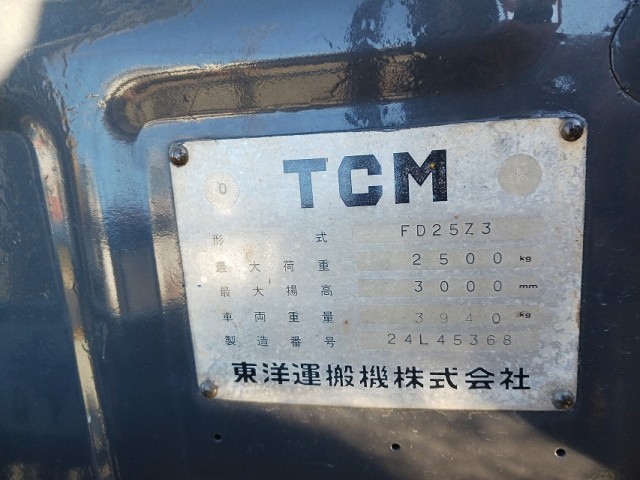 TCM
形式 FD25Z3
最大荷重 2500 kg
最大揚高 3000 mm
車両重量 3940 kg
製造番号 24L45368
東洋運搬機株式会社